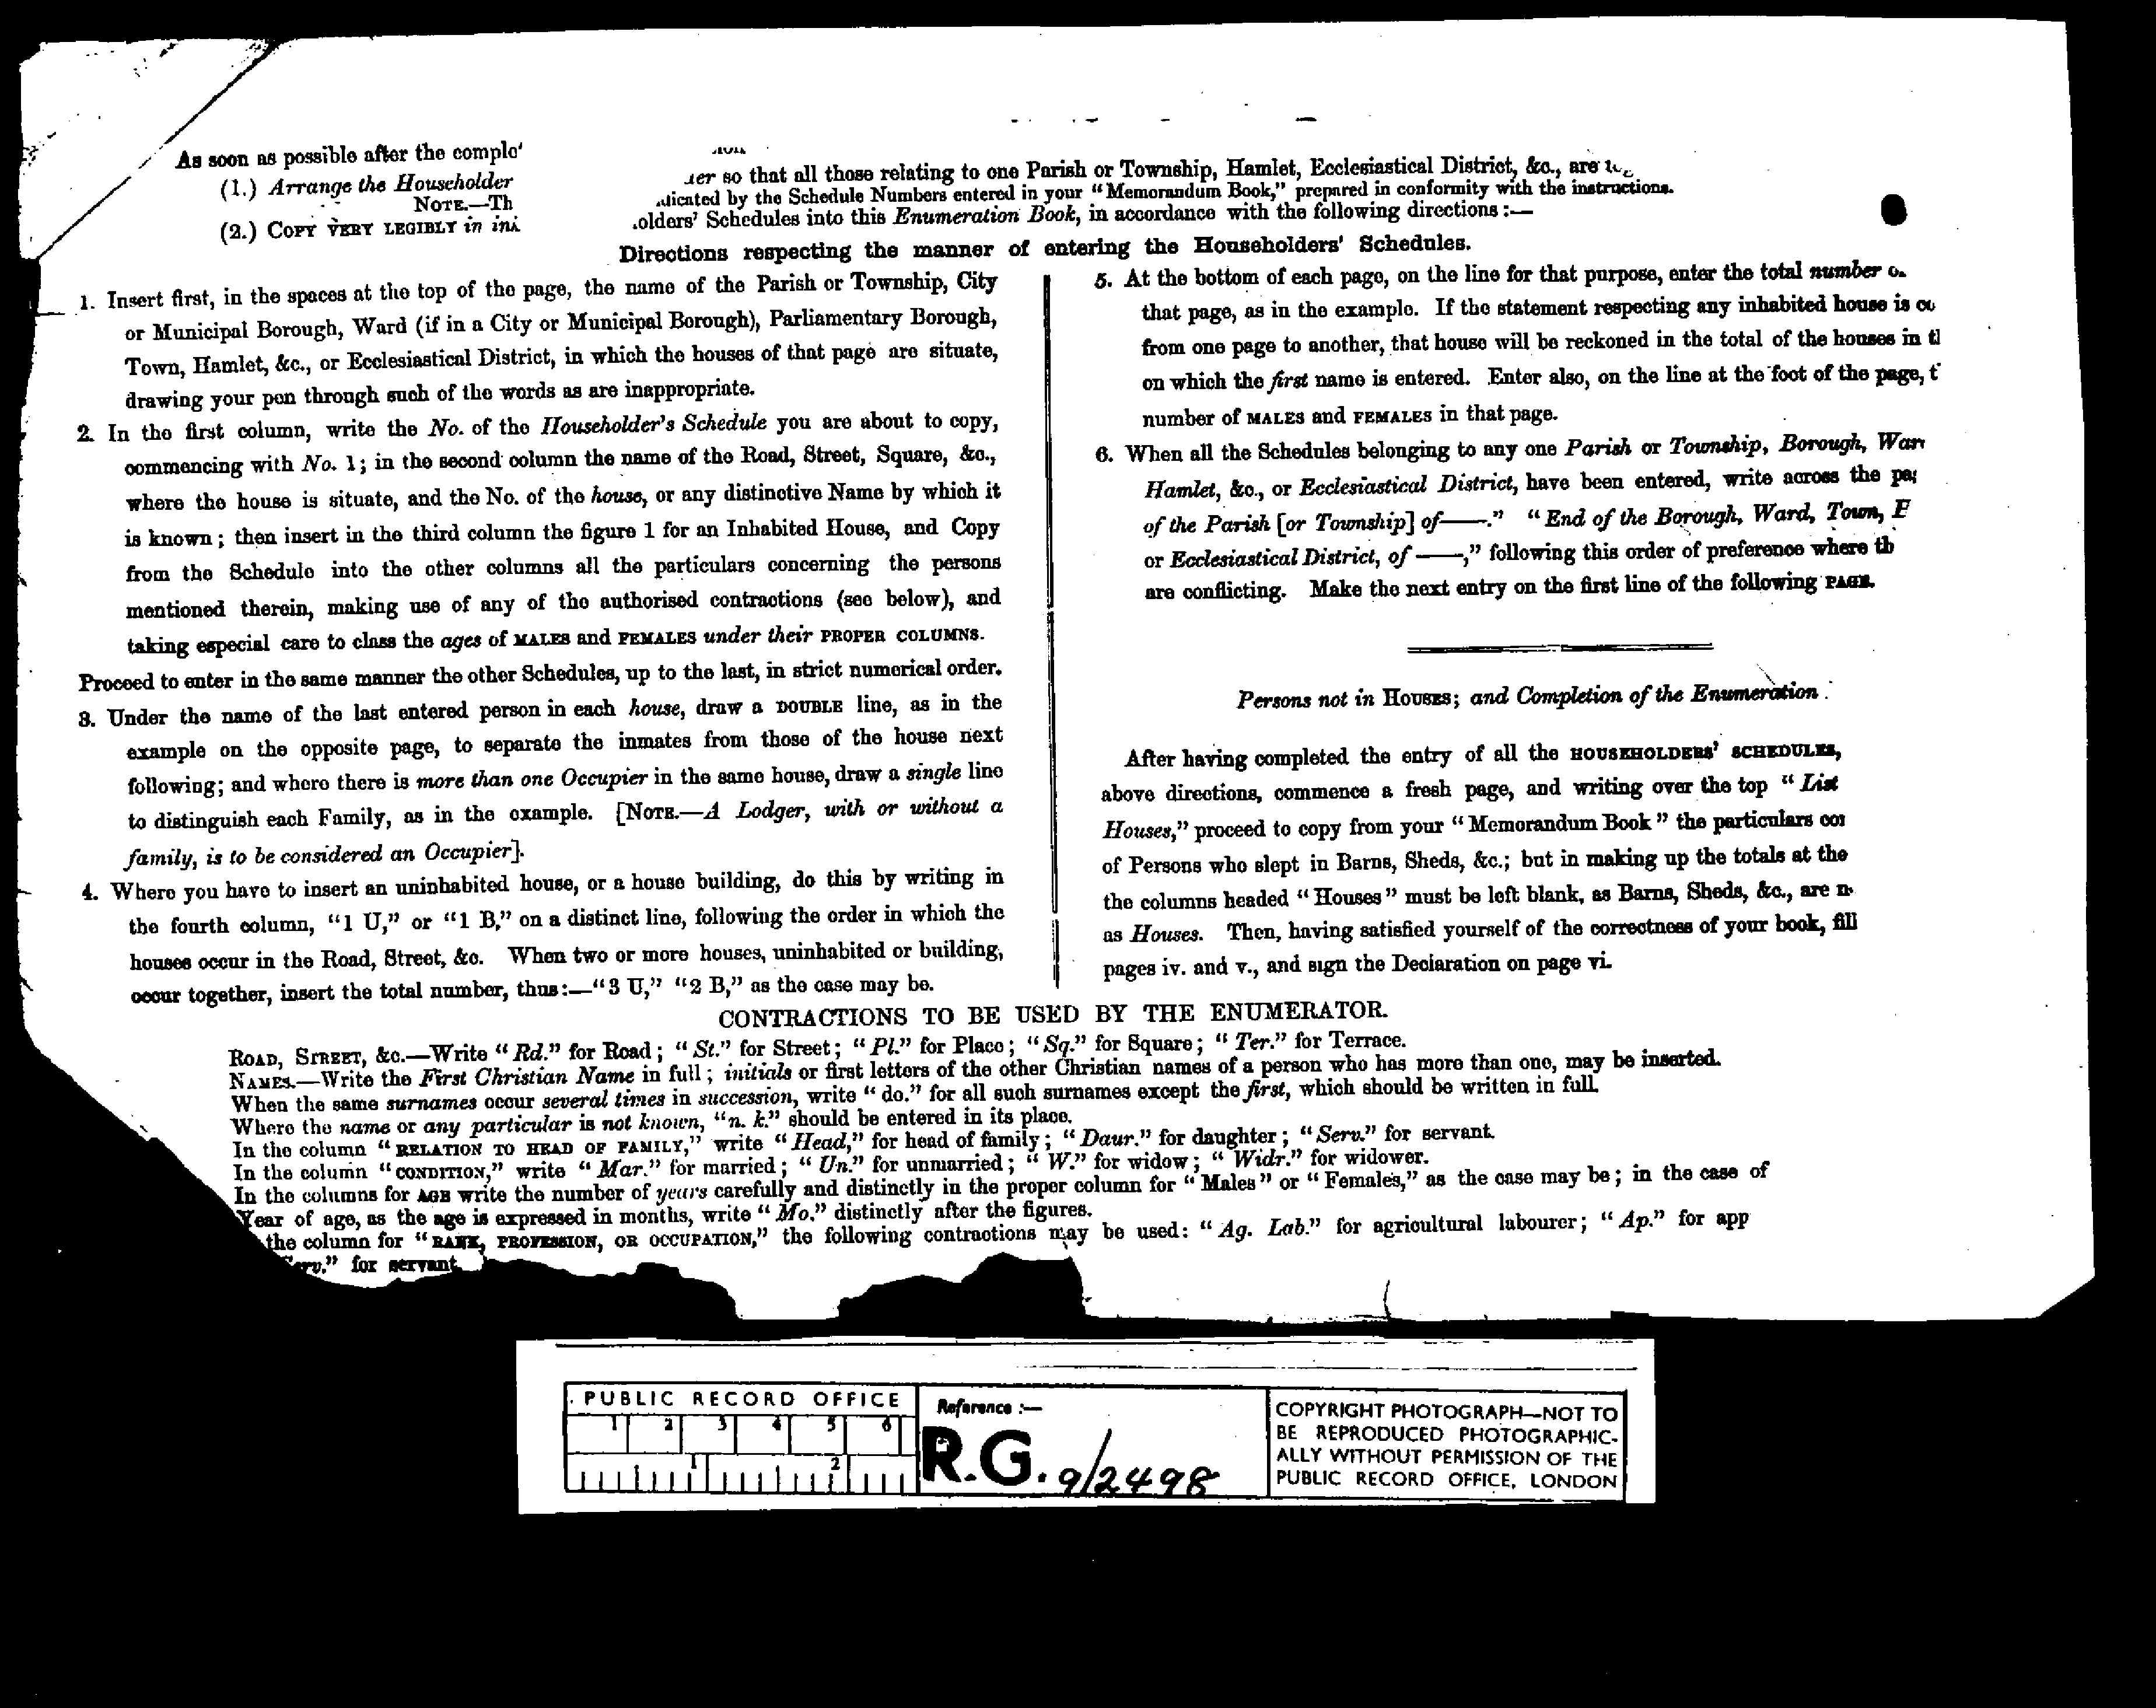 As soon as possible after the
(1.) Arrange the Householder so that all those relating to one Parish or Township, Hamlet, Ecclesiastical District, &c., are
NOTE.—Th by the Schedule Numbers entered in your “Memorandum Book,” prepared in conformity with the instructions.
(2.) COPY VERY LEGIBLY in Schedules into this Enumeration Book, in accordance with the following directions:—
Directions respecting the manner of entering the Householders' Schedules.
1. Insert first, in the spaces at the top of the page, the name of the Parish or Township, City
or Municipal Borough, Ward (if in a City or Municipal Borough), Parliamentary Borough,
Town, Hamlet, &c., or Ecclesiastical District, in which the houses of that page are situate,
drawing your pen through such of the words as are inappropriate.
2. In the first column, write the No. of the Householder's Schedule you are about to copy,
commencing with No. 1; in the second column the name of the Road, Street, Square, &c.,
where the house is situate, and the No. of the house, or any distinctive Name by which it
is known; then insert in the third column the figure 1 for an Inhabited House, and Copy
from the Schedule into the other columns all the particulars concerning the persons
mentioned therein, making use of any of the authorised contractions (see below), and
taking especial care to class the ages of MALES and FEMALES under their PROPER COLUMNS.
Proceed to enter in the same manner the other Schedules, up to the last, in strict numerical order.
3. Under the name of the last entered person in each house, draw a DOUBLE line, as in the
example on the opposite page, to separate the inmates from those of the house next
following; and where there is more than one Occupier in the same house, draw a single line
to distinguish each Family, as in the example. [NOTE.—A Lodger, with or without a
family, is to be considered an Occupier].
4. Where you have to insert an uninhabited house, or a house building, do this by writing in
the fourth column, “1 U,” or “1 B,” on a distinct line, following the order in which the
houses occur in the Road, Street, &c. When two or more houses, uninhabited or building,
occur together, insert the total number, thus:—“3 U,” “2 B,” as the case may be.
5. At the bottom of each page, on the line for that purpose, enter the total number
that page, as in the example. If the statement respecting any inhabited house is
from one page to another, that house will be reckoned in the total of the houses in
on which the first name is entered. Enter also, on the line at the foot of the page,
number of MALES and FEMALES in that page.
6. When all the Schedules belonging to any one Parish or Township, Borough,
Hamlet, &c., or Ecclesiastical District, have been entered, write across the
of the Parish [or Township] of——.” “End of the Borough, Ward, Town,
or Ecclesiastical District, of ——,” following this order of preference where
are conflicting. Make the next entry on the first line of the following PAGE.
Persons not in HOUSES; and Completion of the Enumeration.
After having completed the entry of all the HOUSEHOLDERS' SCHEDULES,
above directions, commence a fresh page, and writing over the top “List
Houses,” proceed to copy from your “Memorandum Book” the particulars
of Persons who slept in Barns, Sheds, &c.; but in making up the totals at the
the columns headed “Houses” must be left blank, as Barns, Sheds, &c., are
as Houses. Then, having satisfied yourself of the correctness of your book, fill
pages iv. and v., and sign the Declaration on page vi.
CONTRACTIONS TO BE USED BY THE ENUMERATOR.
ROAD, STREET, &c.—Write “Rd.” for Road; “St.” for Street; “Pl.” for Place; “Sq.” for Square; “Ter.” for Terrace.
NAMES.—Write the First Christian Name in full; initials or first letters of the other Christian names of a person who has more than one, may be inserted.
When the same surnames occur several times in succession, write “do.” for all such surnames except the first, which should be written in full.
Where the name or any particular is not known, “n. k.” should be entered in its place.
In the column “RELATION TO HEAD OF FAMILY,” write “Head,” for head of family; “Daur.” for daughter; “Serv.” for servant.
In the column “CONDITION,” write “Mar.” for married; “Un.” for unmarried; “W.” for widow; “Widr.” for widower.
In the columns for AGE write the number of years carefully and distinctly in the proper column for “Males” or “Females,” as the case may be; in the case of
Year of age, as the age is expressed in months, write “Mo.” distinctly after the figures.
the column for “RANK, PROFESSION, OR OCCUPATION,” the following contractions may be used: “Ag. Lab.” for agricultural labourer; “Ap.” for app
for servant.
PUBLIC RECORD OFFICE
1 2 3 4 5 6
1 2
Reference :—
R.G. 9/2498
COPYRIGHT PHOTOGRAPH—NOT TO
BE REPRODUCED PHOTOGRAPHIC-
ALLY WITHOUT PERMISSION OF THE
PUBLIC RECORD OFFICE, LONDON